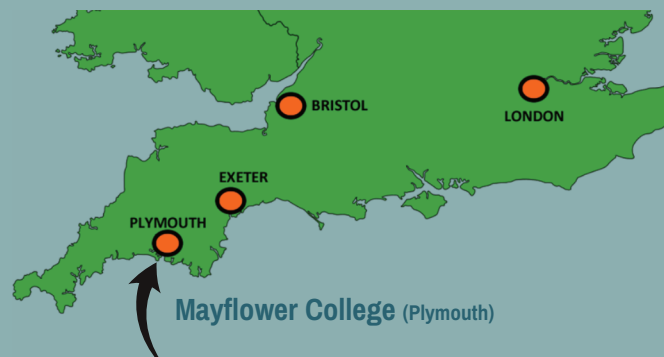 BRISTOL
LONDON
EXETER
PLYMOUTH
Mayflower College (Plymouth)